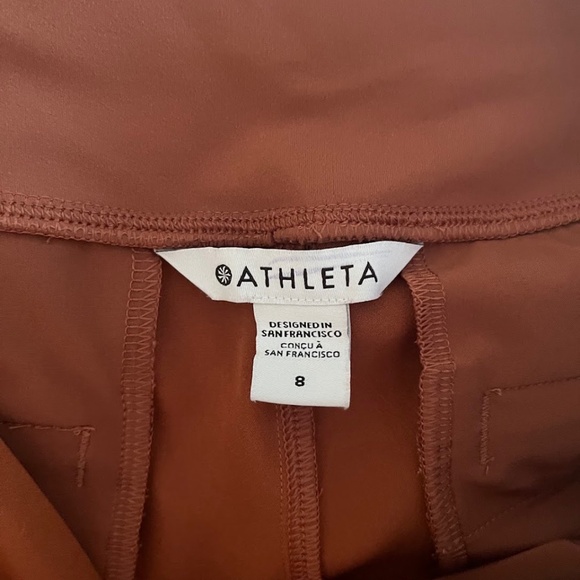 ATHLETA
DESIGNED IN
SAN FRANCISCO
CONÇU À
SAN FRANCISCO
8